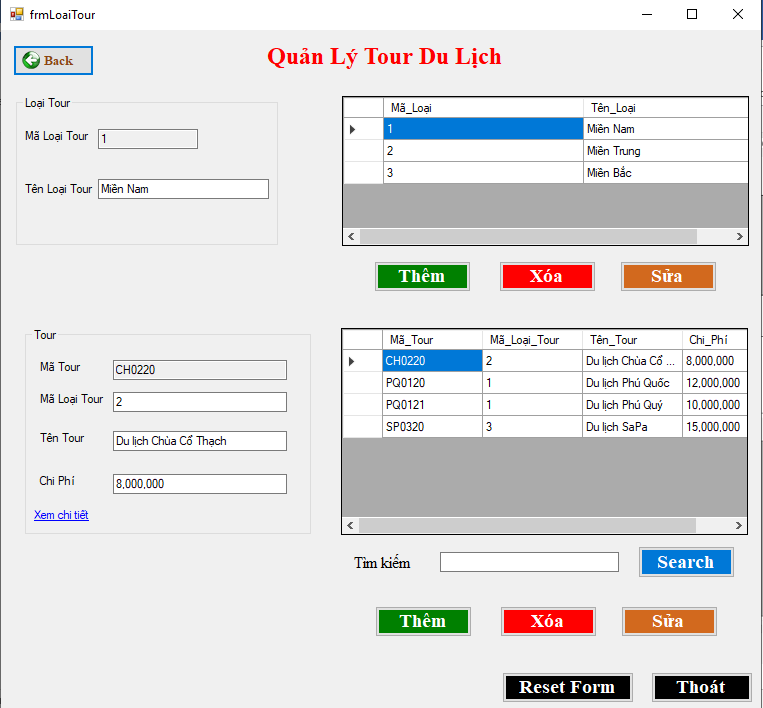 frmLoaiTour
Back
Quản Lý Tour Du Lịch
Loại Tour
Mã Loại Tour 1
Tên Loại Tour Miền Nam
Mã_Loại Tên_Loại
1 Miền Nam
2 Miền Trung
3 Miền Bắc
Thêm Xóa Sửa
Tour
Mã Tour CH0220
Mã Loại Tour 2
Tên Tour Du lịch Chùa Cổ Thạch
Chi Phí 8,000,000
Xem chi tiết
Mã_Tour Mã_Loại_Tour Tên_Tour Chi_Phí
CH0220 2 Du lịch Chùa Cổ ... 8,000,000
PQ0120 1 Du lịch Phú Quốc 12,000,000
PQ0121 1 Du lịch Phú Quý 10,000,000
SP0320 3 Du lịch SaPa 15,000,000
Tìm kiếm Search
Thêm Xóa Sửa
Reset Form Thoát